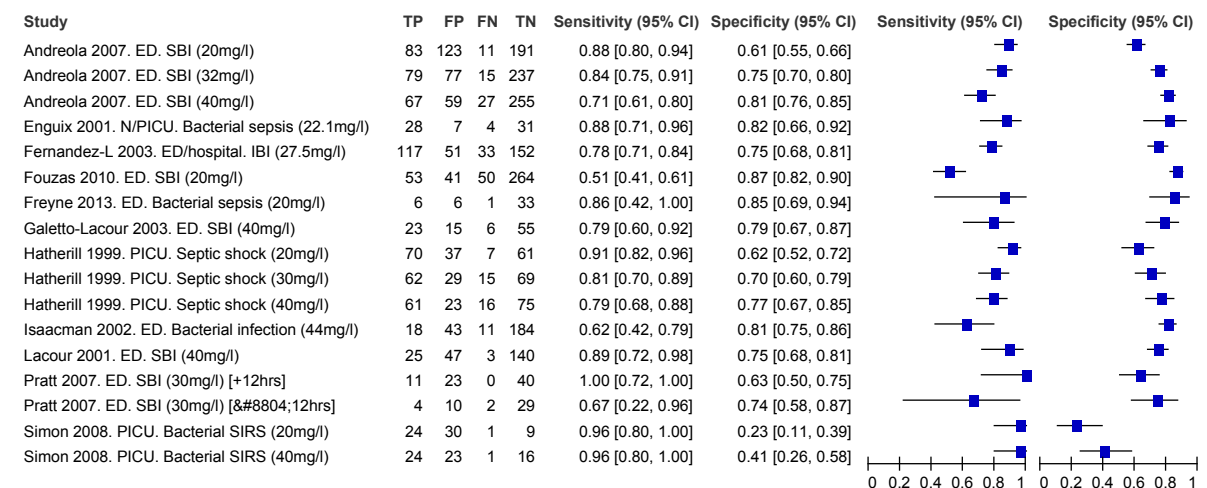 Study TP FP FN TN Sensitivity (95% CI) Specificity (95% CI) Sensitivity (95% CI) Specificity (95% CI)
Andreola 2007. ED. SBI (20mg/l) 83 123 11 191 0.88 [0.80, 0.94] 0.61 [0.55, 0.66]
Andreola 2007. ED. SBI (32mg/l) 79 77 15 237 0.84 [0.75, 0.91] 0.75 [0.70, 0.80]
Andreola 2007. ED. SBI (40mg/l) 67 59 27 255 0.71 [0.61, 0.80] 0.81 [0.76, 0.85]
Enguix 2001. N/PICU. Bacterial sepsis (22.1mg/l) 28 7 4 31 0.88 [0.71, 0.96] 0.82 [0.66, 0.92]
Fernandez-L 2003. ED/hospital. IBI (27.5mg/l) 117 51 33 152 0.78 [0.71, 0.84] 0.75 [0.68, 0.81]
Fouzas 2010. ED. SBI (20mg/l) 53 41 50 264 0.51 [0.41, 0.61] 0.87 [0.82, 0.90]
Freyne 2013. ED. Bacterial sepsis (20mg/l) 6 6 1 33 0.86 [0.42, 1.00] 0.85 [0.69, 0.94]
Galetto-Lacour 2003. ED. SBI (40mg/l) 23 15 6 55 0.79 [0.60, 0.92] 0.79 [0.67, 0.87]
Hatherill 1999. PICU. Septic shock (20mg/l) 70 37 7 61 0.91 [0.82, 0.96] 0.62 [0.52, 0.72]
Hatherill 1999. PICU. Septic shock (30mg/l) 62 29 15 69 0.81 [0.70, 0.89] 0.70 [0.60, 0.79]
Hatherill 1999. PICU. Septic shock (40mg/l) 61 23 16 75 0.79 [0.68, 0.88] 0.77 [0.67, 0.85]
Isaacman 2002. ED. Bacterial infection (44mg/l) 18 43 11 184 0.62 [0.42, 0.79] 0.81 [0.75, 0.86]
Lacour 2001. ED. SBI (40mg/l) 25 47 3 140 0.89 [0.72, 0.98] 0.75 [0.68, 0.81]
Pratt 2007. ED. SBI (30mg/l) [+12hrs] 11 23 0 40 1.00 [0.72, 1.00] 0.63 [0.50, 0.75]
Pratt 2007. ED. SBI (30mg/l) [&#8804;12hrs] 4 10 2 29 0.67 [0.22, 0.96] 0.74 [0.58, 0.87]
Simon 2008. PICU. Bacterial SIRS (20mg/l) 24 30 1 9 0.96 [0.80, 1.00] 0.23 [0.11, 0.39]
Simon 2008. PICU. Bacterial SIRS (40mg/l) 24 23 1 16 0.96 [0.80, 1.00] 0.41 [0.26, 0.58]
0 0.2 0.4 0.6 0.8 1 0 0.2 0.4 0.6 0.8 1